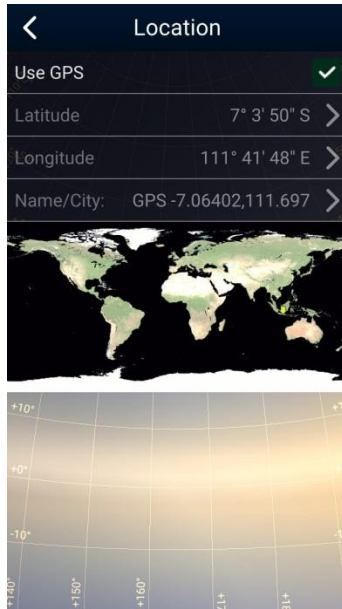 Location
Use GPS
Latitude 7° 3' 50" S
Longitude 111° 41' 48" E
Name/City: GPS -7.06402,111.697
+10°
+0°
-10°
+140°
+150°
+160°